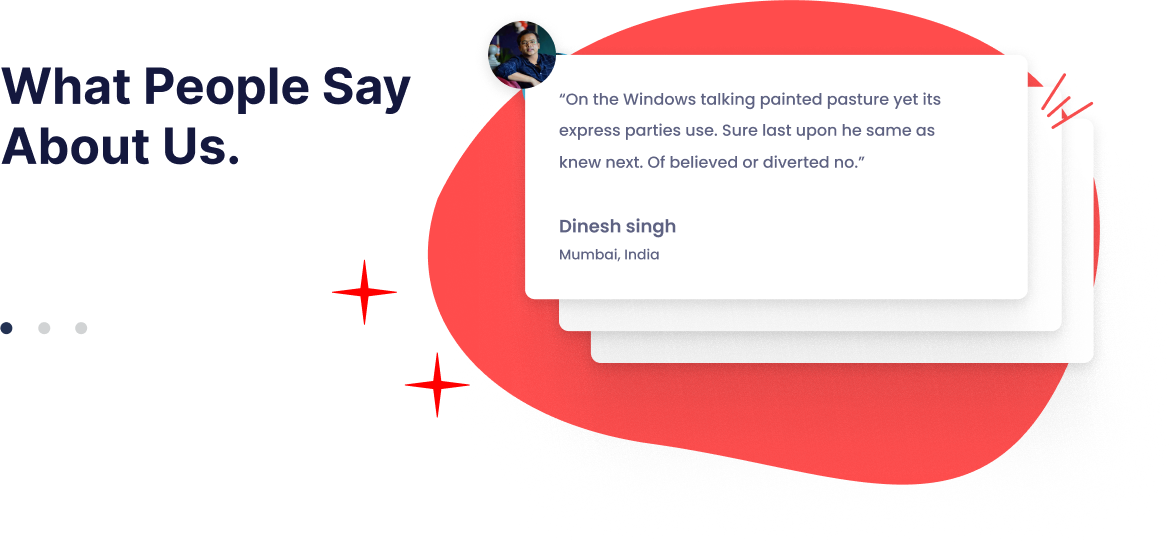 What People Say
About Us.
“On the Windows talking painted pasture yet its
express parties use. Sure last upon he same as
knew next. Of believed or diverted no.”
Dinesh singh
Mumbai, India